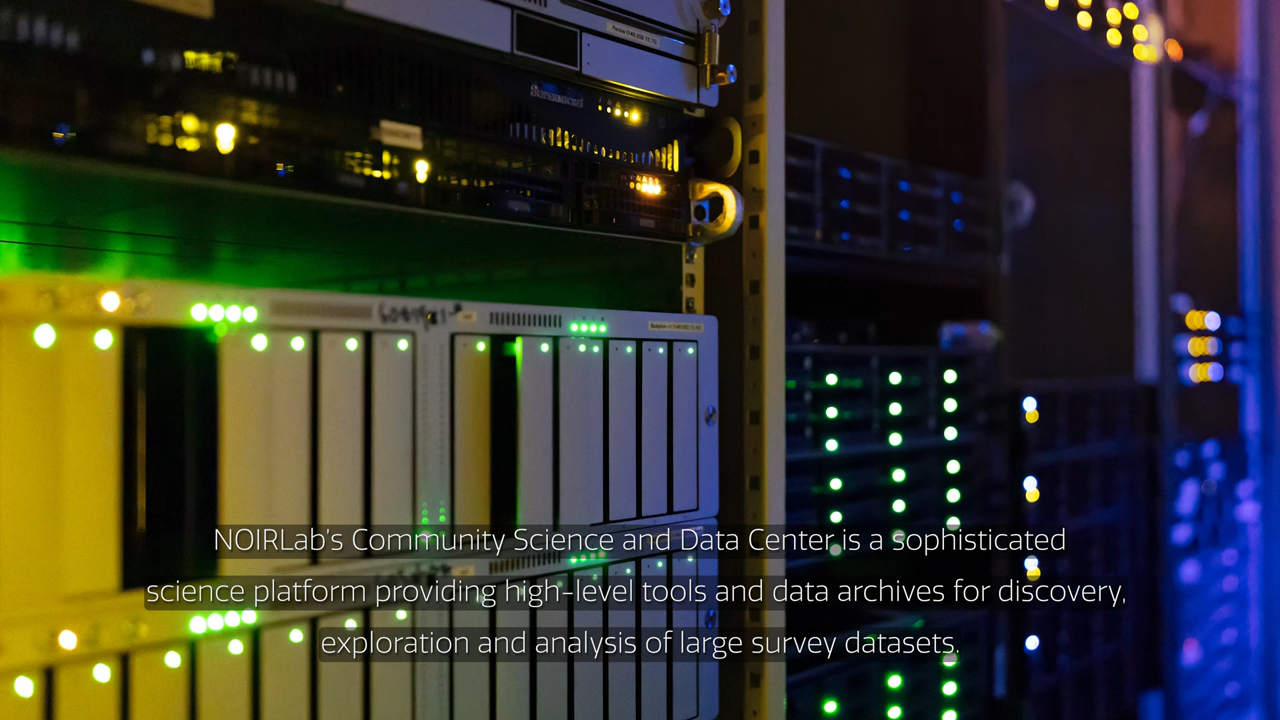 NOIRLab's Community Science and Data Center is a sophisticated
science platform providing high-level tools and data archives for discovery,
exploration and analysis of large survey datasets.